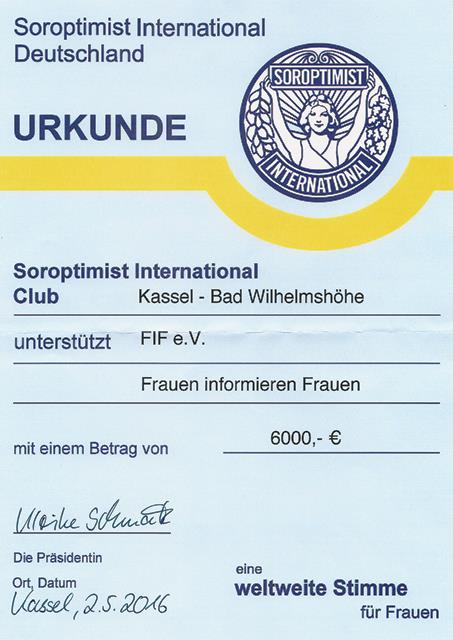 Soroptimist International
Deutschland
URKUNDE
SOROPTIMIST
INTERNATIONAL
Soroptimist International
Club Kassel - Bad Wilhelmshöhe
unterstützt FIF e.V.
Frauen informieren Frauen
mit einem Betrag von 6000,- €
Ulrike Schmidt
Die Präsidentin
Ort, Datum
Kassel, 2.5.2016
eine
weltweite Stimme
für Frauen